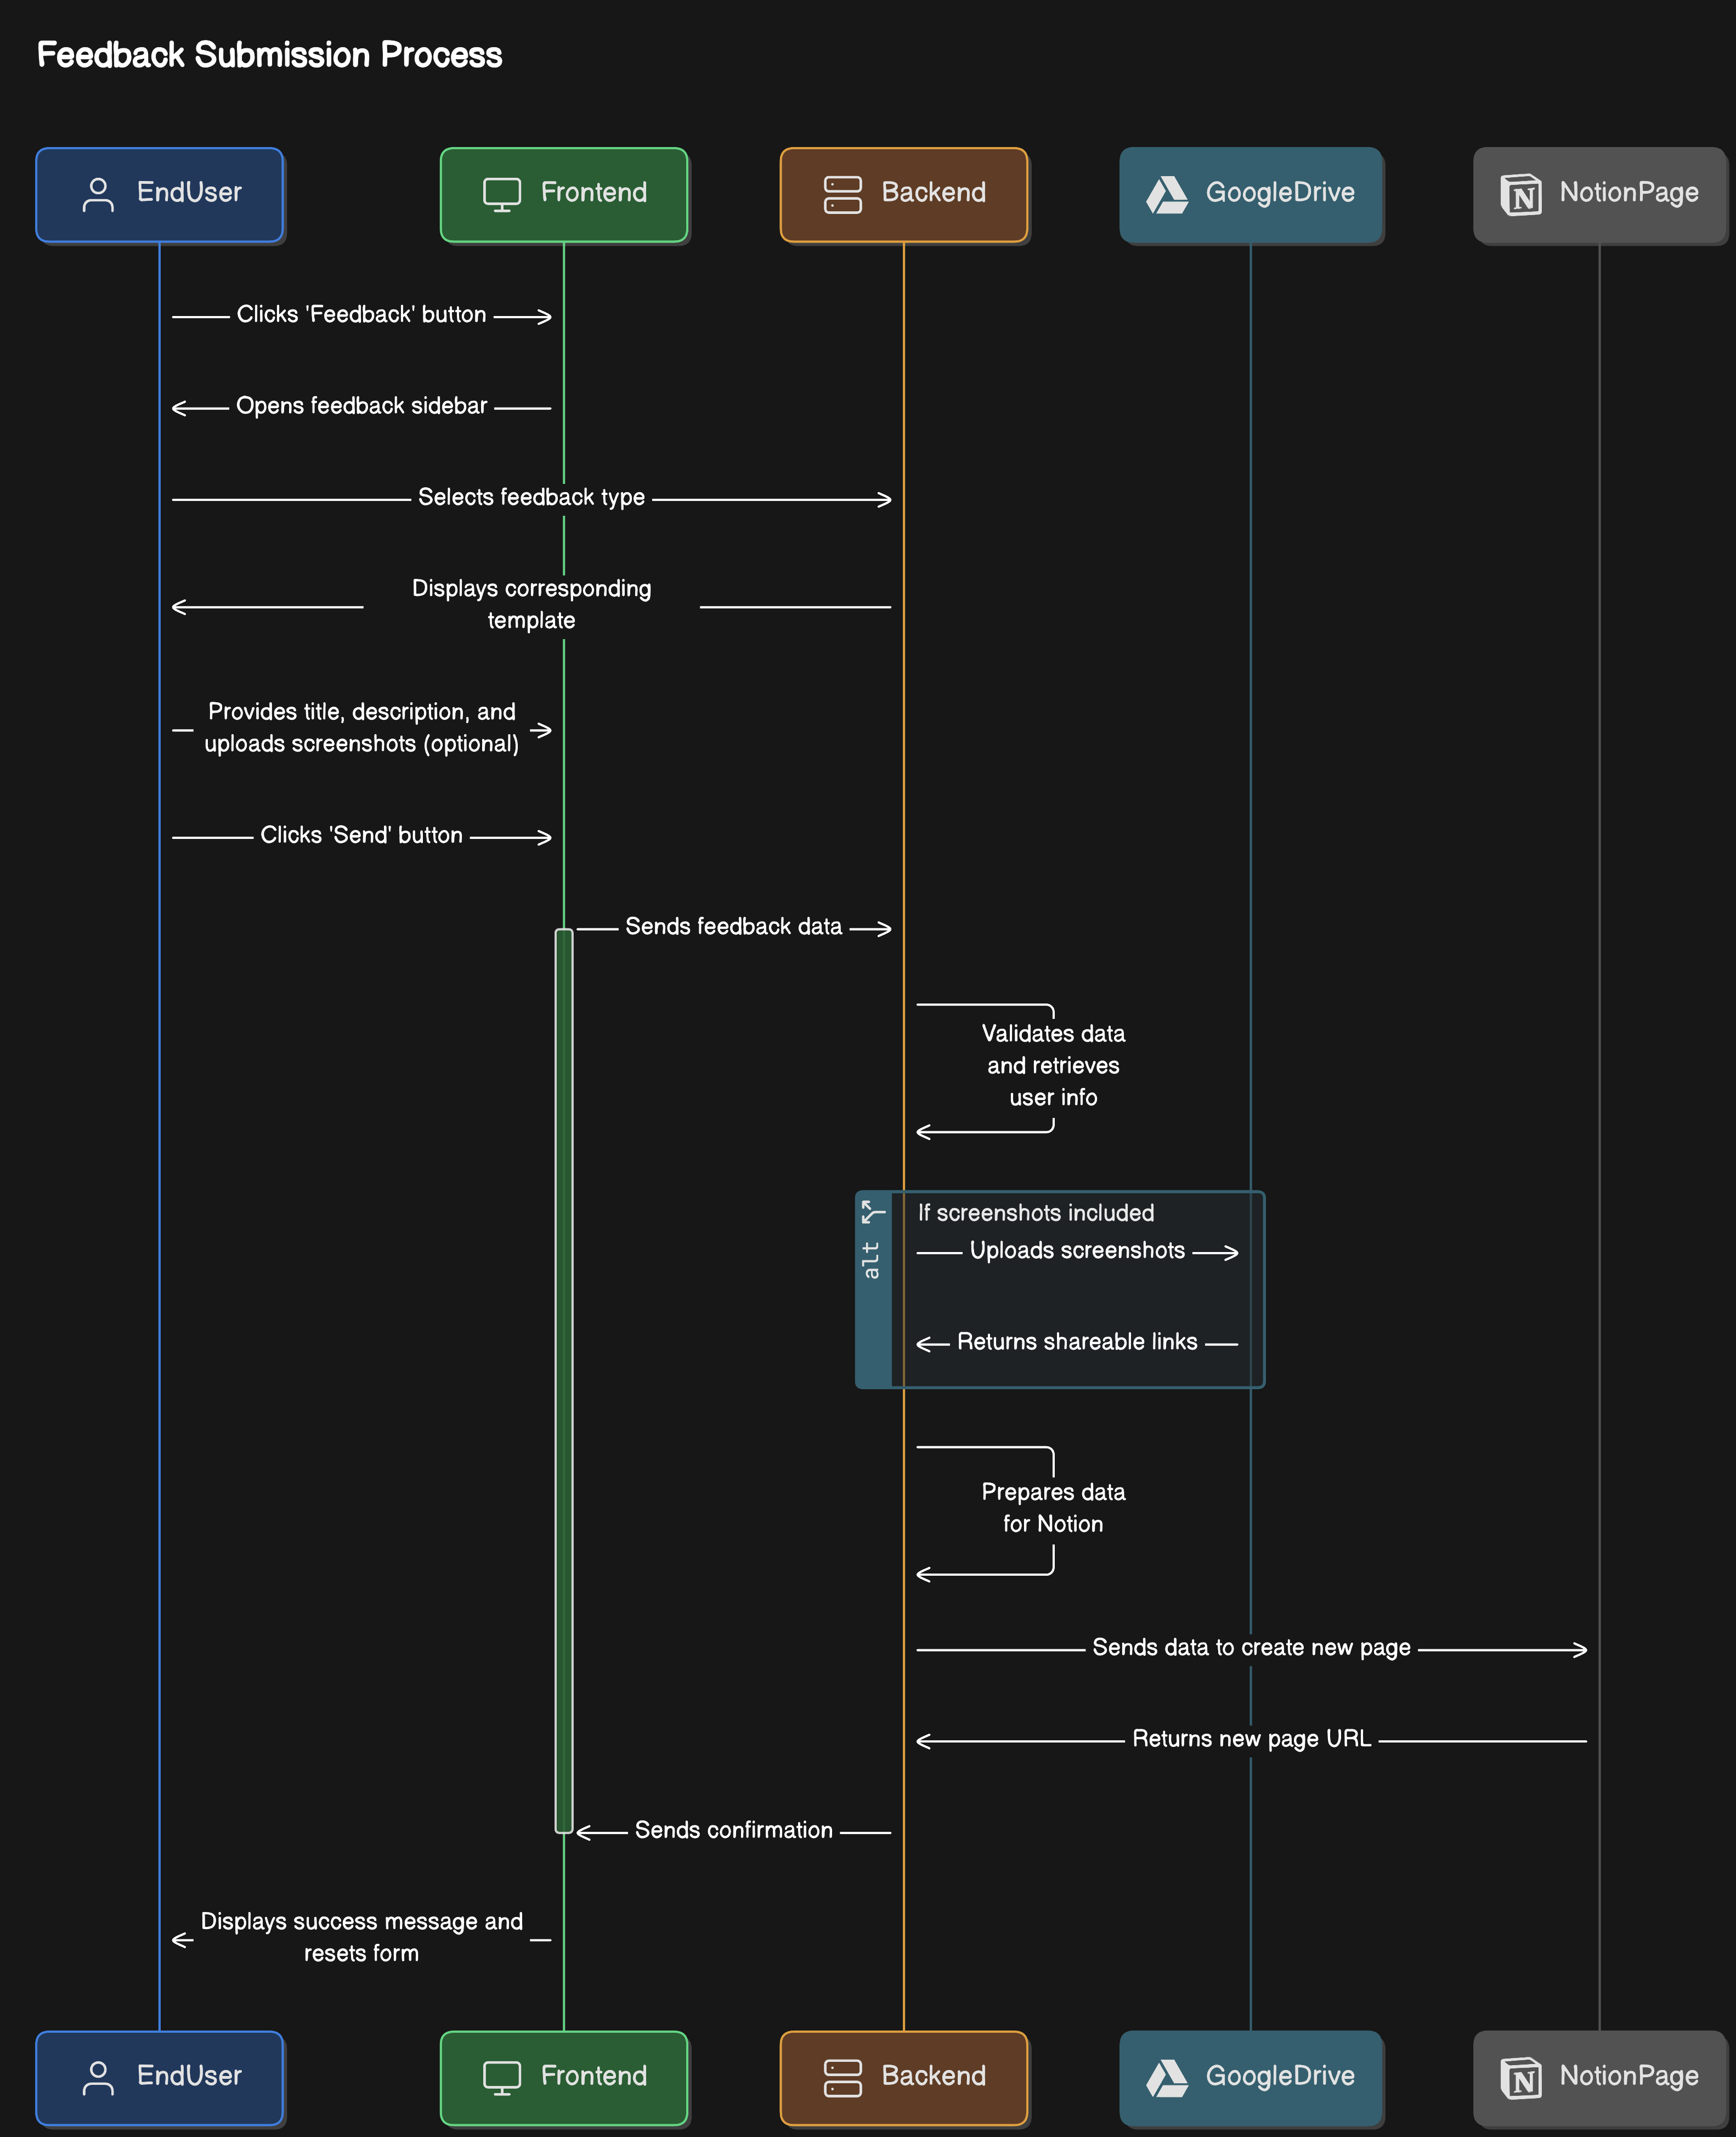 Feedback Submission Process
EndUser
Frontend
Backend
GoogleDrive
NotionPage
Clicks 'Feedback' button
Opens feedback sidebar
Selects feedback type
Displays corresponding
template
Provides title, description, and
uploads screenshots (optional)
Clicks 'Send' button
Sends feedback data
Validates data
and retrieves
user info
alt
If screenshots included
Uploads screenshots
Returns shareable links
Prepares data
for Notion
Sends data to create new page
Returns new page URL
Sends confirmation
Displays success message and
resets form
EndUser
Frontend
Backend
GoogleDrive
NotionPage